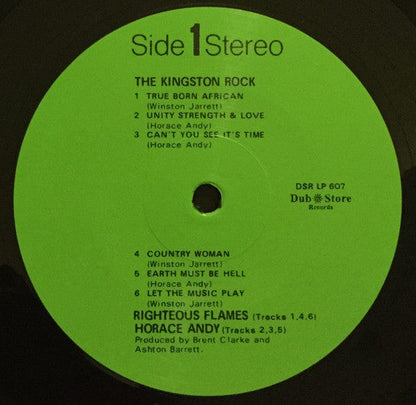 Side 1 Stereo
THE KINGSTON ROCK
1 TRUE BORN AFRICAN
(Winston Jarrett)
2 UNITY STRENGTH & LOVE
(Horace Andy)
3 CAN'T YOU SEE IT'S TIME
(Horace Andy)
DSR LP 607
Dub Store
Records
4 COUNTRY WOMAN
(Winston Jarrett)
5 EARTH MUST BE HELL
(Horace Andy)
6 LET THE MUSIC PLAY
(Winston Jarrett)
RIGHTEOUS FLAMES (Tracks 1,4,6)
HORACE ANDY (Tracks 2,3,5)
Produced by Brent Clarke and
Ashton Barrett.